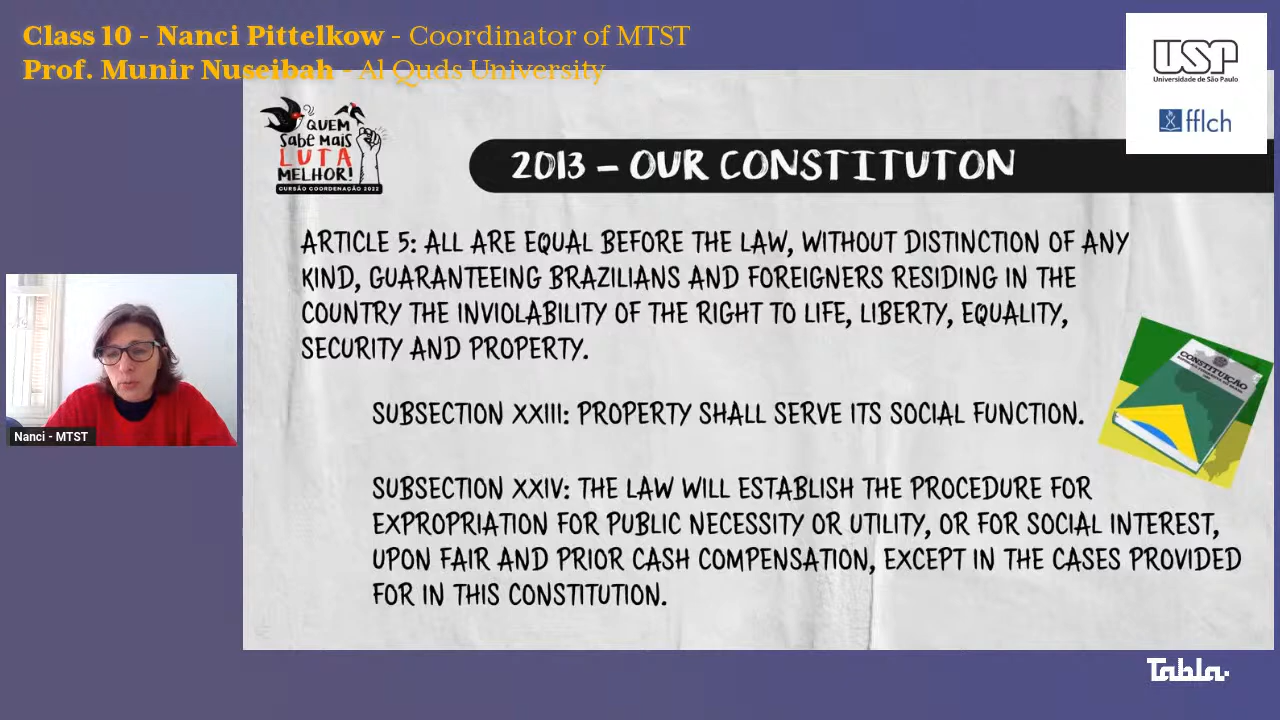 Class 10 - Nanci Pittelkow - Coordinator of MTST
Prof. Munir Nuseibah - Al Quds University
USP
Universidade de São Paulo
fflch
QUEM
SABE MAIS
LUTA
MELHOR!
CURSÃO COORDENAÇÃO 2022
2013 – OUR CONSTITUTON
ARTICLE 5: ALL ARE EQUAL BEFORE THE LAW, WITHOUT DISTINCTION OF ANY
KIND, GUARANTEEING BRAZILIANS AND FOREIGNERS RESIDING IN THE
COUNTRY THE INVIOLABILITY OF THE RIGHT TO LIFE, LIBERTY, EQUALITY,
SECURITY AND PROPERTY.
SUBSECTION XXIII: PROPERTY SHALL SERVE ITS SOCIAL FUNCTION.
SUBSECTION XXIV: THE LAW WILL ESTABLISH THE PROCEDURE FOR
EXPROPRIATION FOR PUBLIC NECESSITY OR UTILITY, OR FOR SOCIAL INTEREST,
UPON FAIR AND PRIOR CASH COMPENSATION, EXCEPT IN THE CASES PROVIDED
FOR IN THIS CONSTITUTION.
CONSTITUIÇÃO
Nanci - MTST
Tabla.